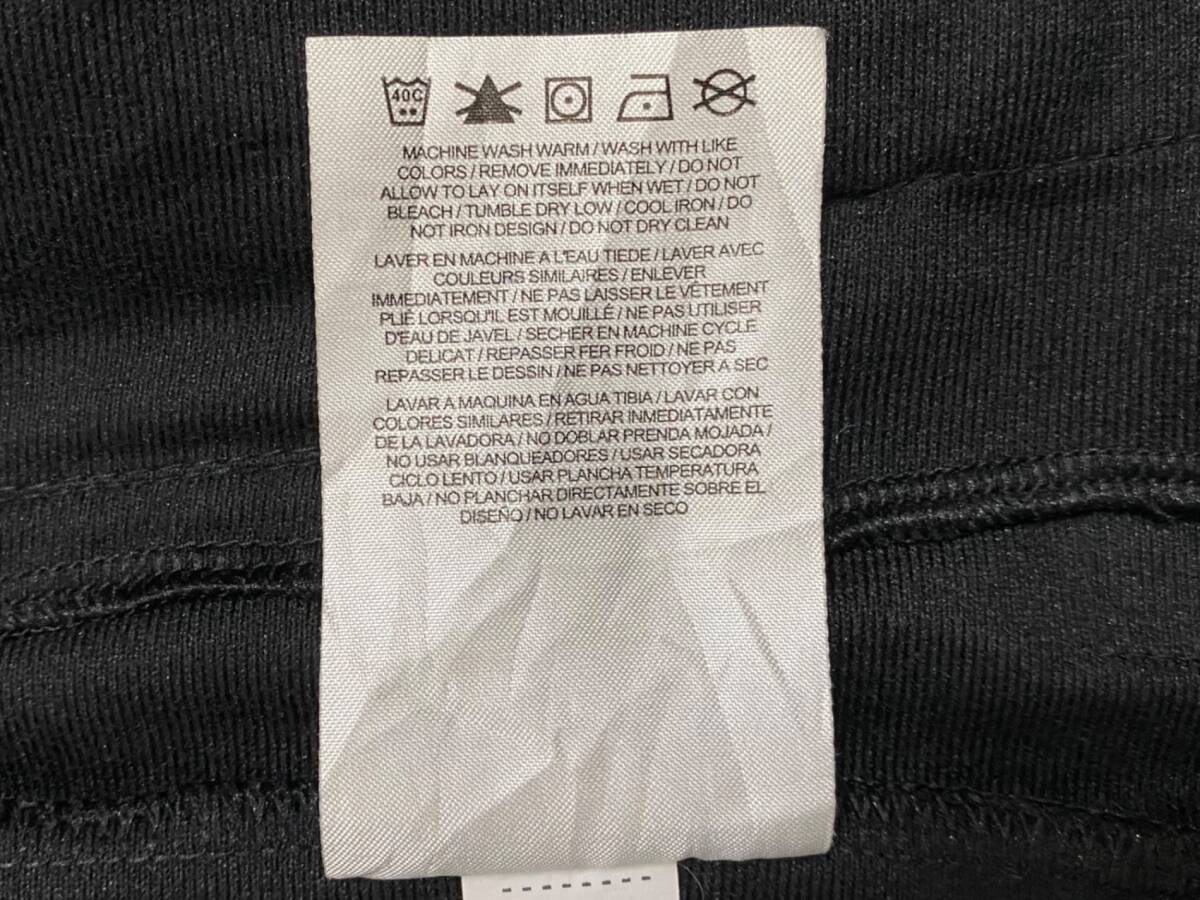 40C
MACHINE WASH WARM / WASH WITH LIKE
COLORS / REMOVE IMMEDIATELY / DO NOT
ALLOW TO LAY ON ITSELF WHEN WET / DO NOT
BLEACH / TUMBLE DRY LOW / COOL IRON / DO
NOT IRON DESIGN / DO NOT DRY CLEAN
LAVER EN MACHINE A L'EAU TIEDE / LAVER AVEC
COULEURS SIMILAIRES / ENLEVER
IMMEDIATEMENT / NE PAS LAISSER LE VÊTEMENT
PLIÉ LORSQU'IL EST MOUILLÉ / NE PAS UTILISER
D'EAU DE JAVEL / SECHER EN MACHINE CYCLE
DELICAT / REPASSER FER FROID / NE PAS
REPASSER LE DESSIN / NE PAS NETTOYER A SEC
LAVAR A MAQUINA EN AGUA TIBIA / LAVAR CON
COLORES SIMILARES / RETIRAR INMEDIATAMENTE
DE LA LAVADORA / NO DOBLAR PRENDA MOJADA /
NO USAR BLANQUEADORES / USAR SECADORA
CICLO LENTO / USAR PLANCHA TEMPERATURA
BAJA / NO PLANCHAR DIRECTAMENTE SOBRE EL
DISEÑO / NO LAVAR EN SECO